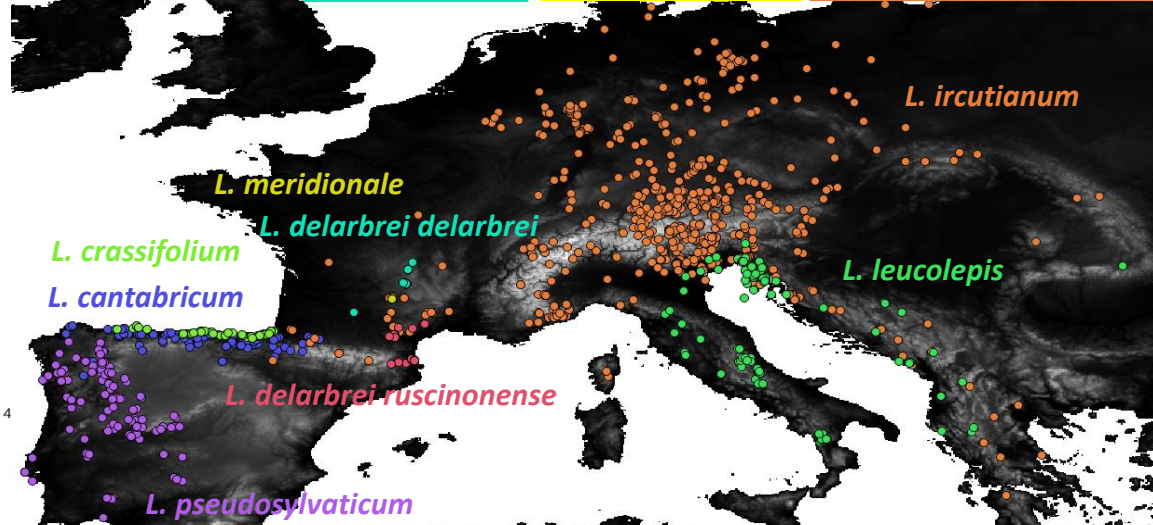 L. ircutianum
L. meridionale
L. delarbrei delarbrei
L. crassifolium
L. leucolepis
L. cantabricum
L. delarbrei ruscinonense
4
L. pseudosylvaticum